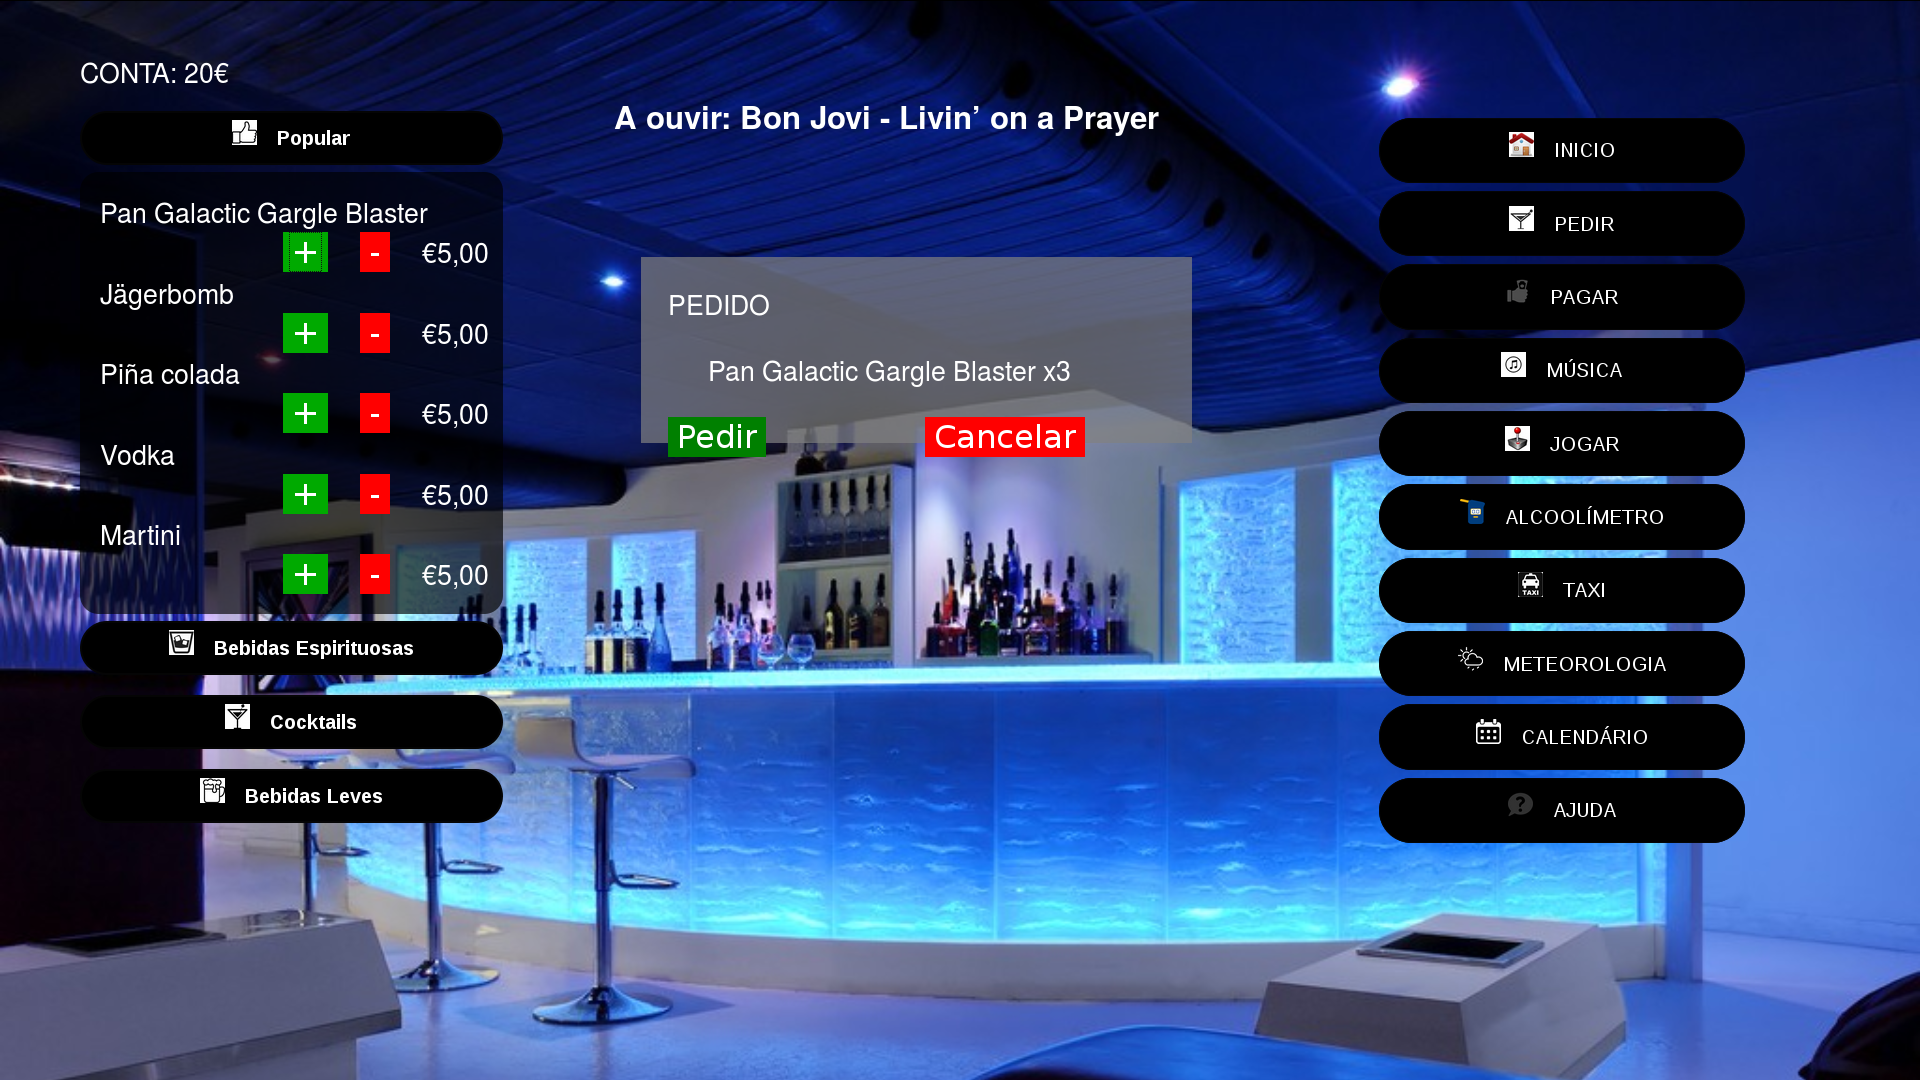 CONTA: 20€
Popular
Pan Galactic Gargle Blaster
+ - €5,00
Jägerbomb
+ - €5,00
Piña colada
+ - €5,00
Vodka
+ - €5,00
Martini
+ - €5,00
Bebidas Espirituosas
Cocktails
Bebidas Leves
A ouvir: Bon Jovi - Livin’ on a Prayer
PEDIDO
Pan Galactic Gargle Blaster x3
Pedir Cancelar
INICIO
PEDIR
PAGAR
MÚSICA
JOGAR
ALCOOLÍMETRO
TAXI
TAXI
METEOROLOGIA
CALENDÁRIO
? AJUDA